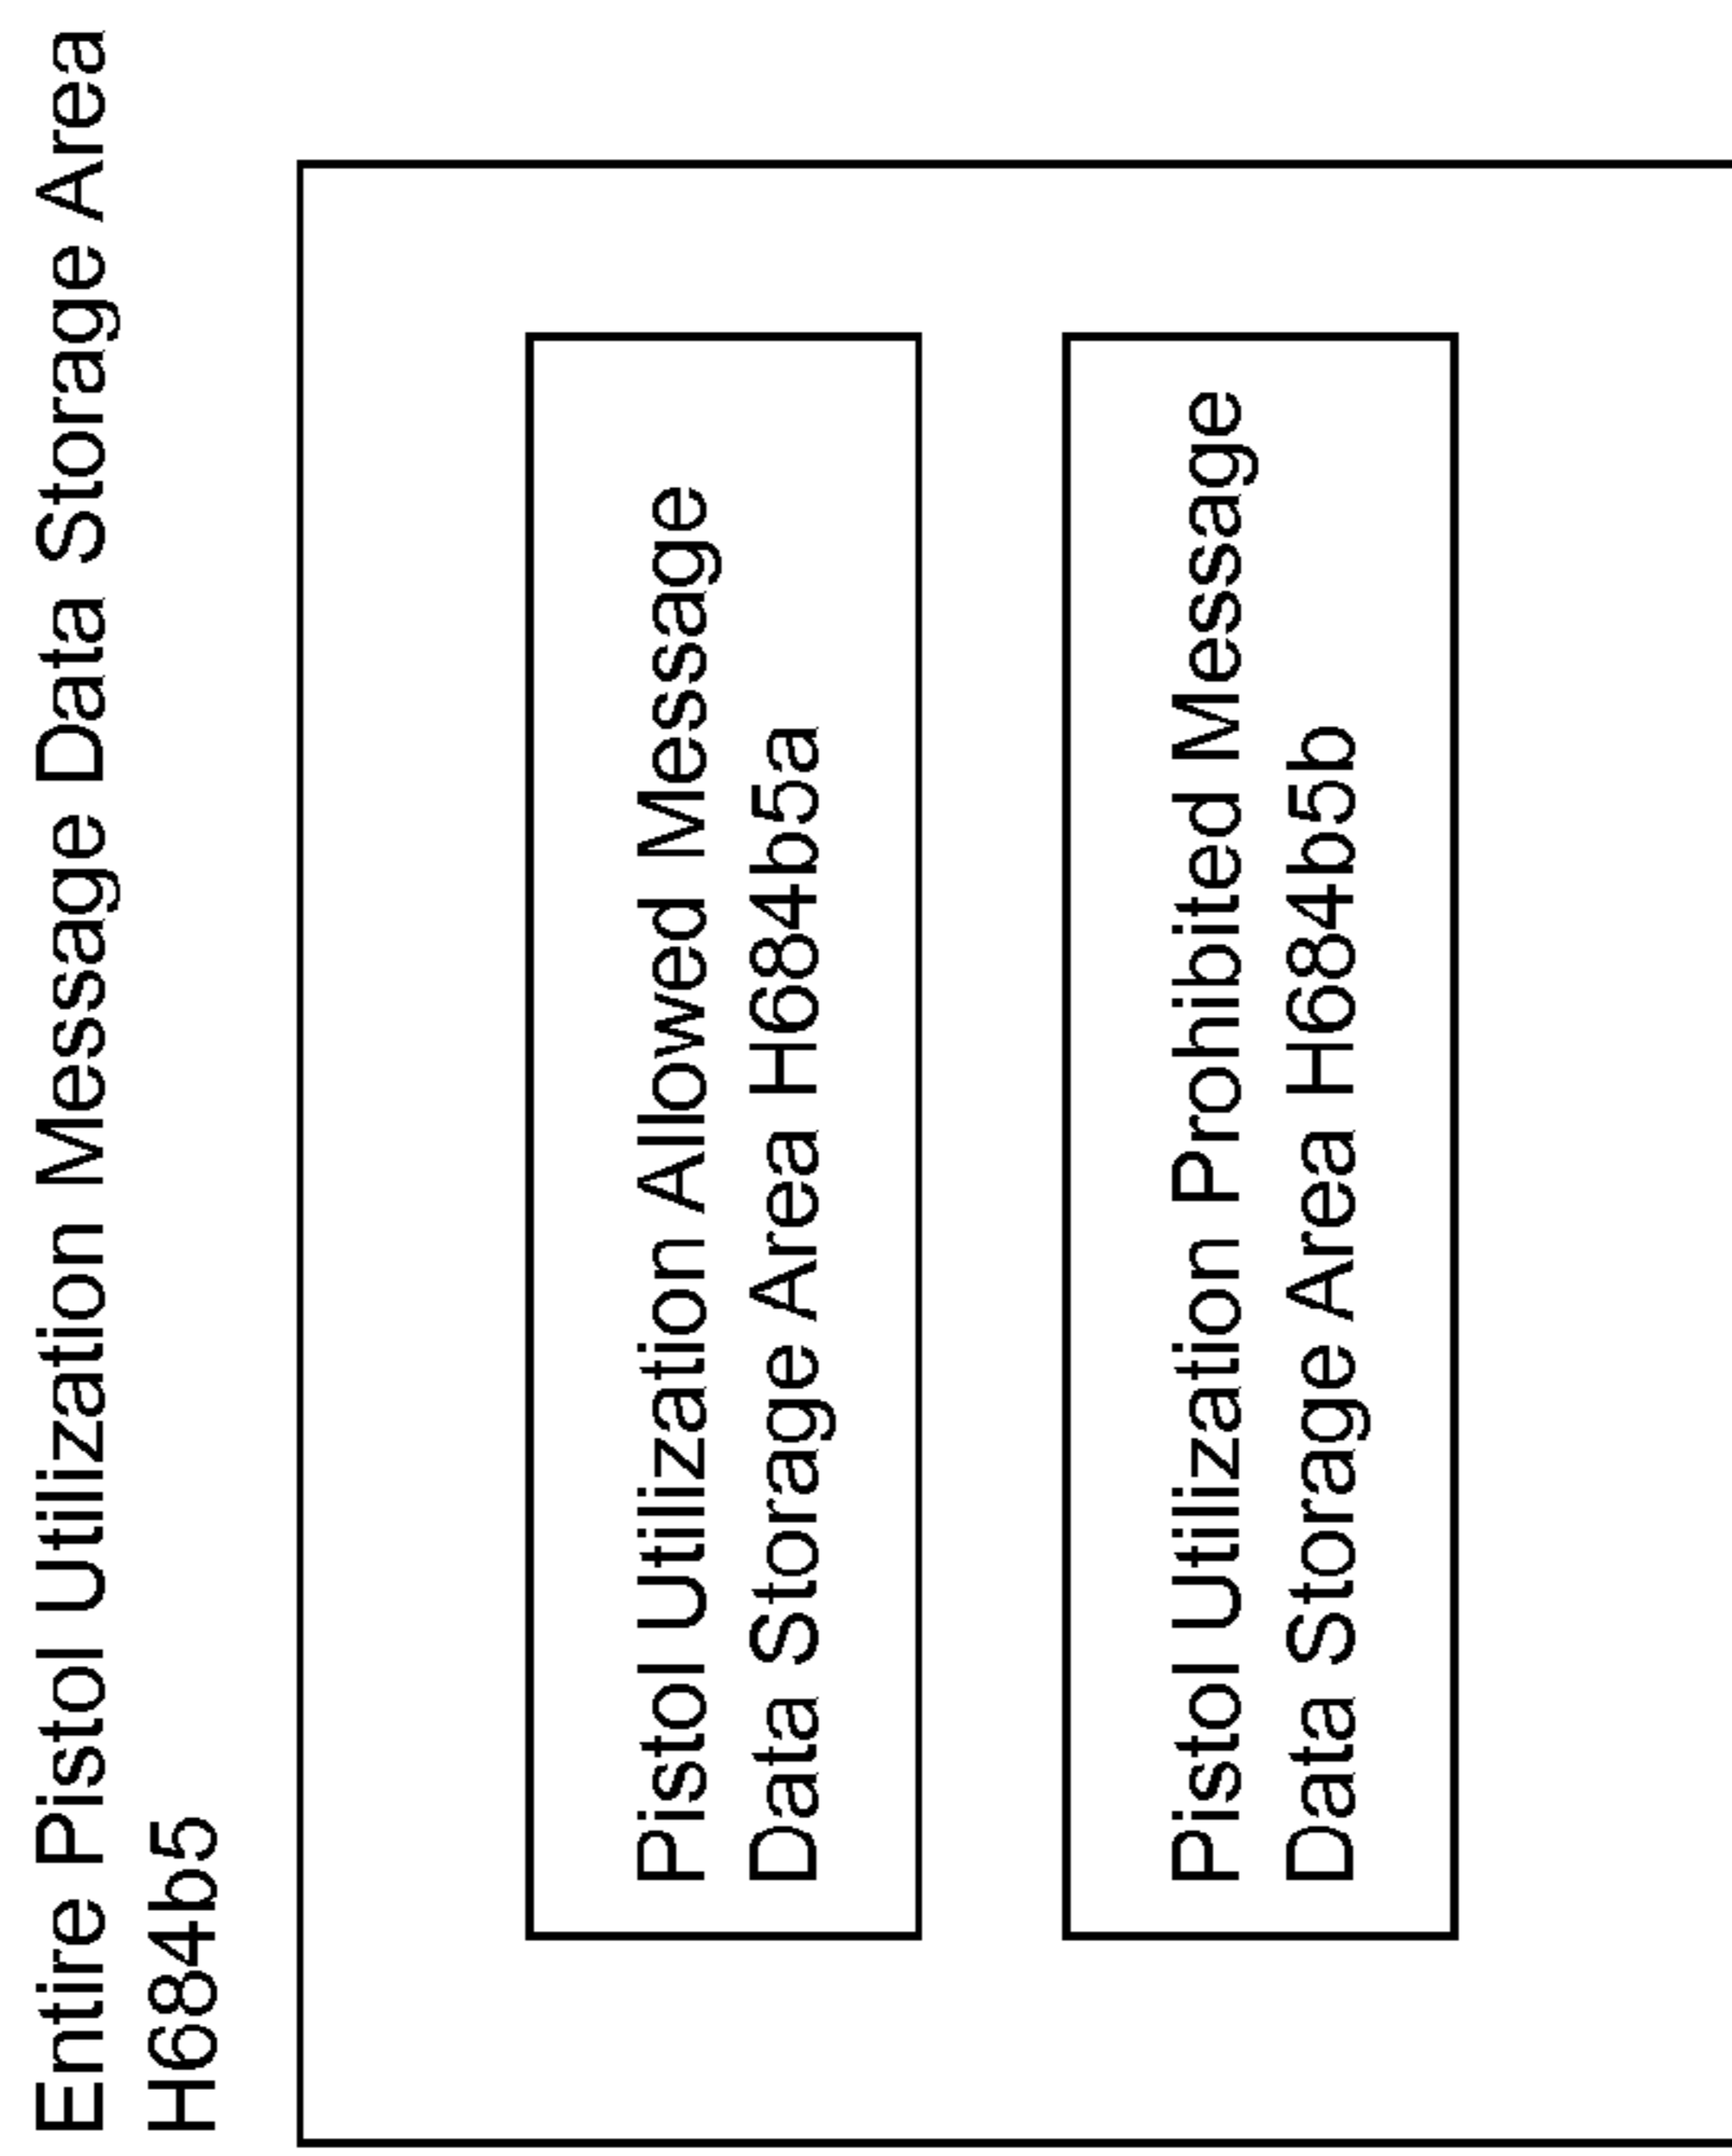 Entire Pistol Utilization Message Data Storage Area
H684b5
Pistol Utilization Allowed Message
Data Storage Area H684b5a
Pistol Utilization Prohibited Message
Data Storage Area H684b5b